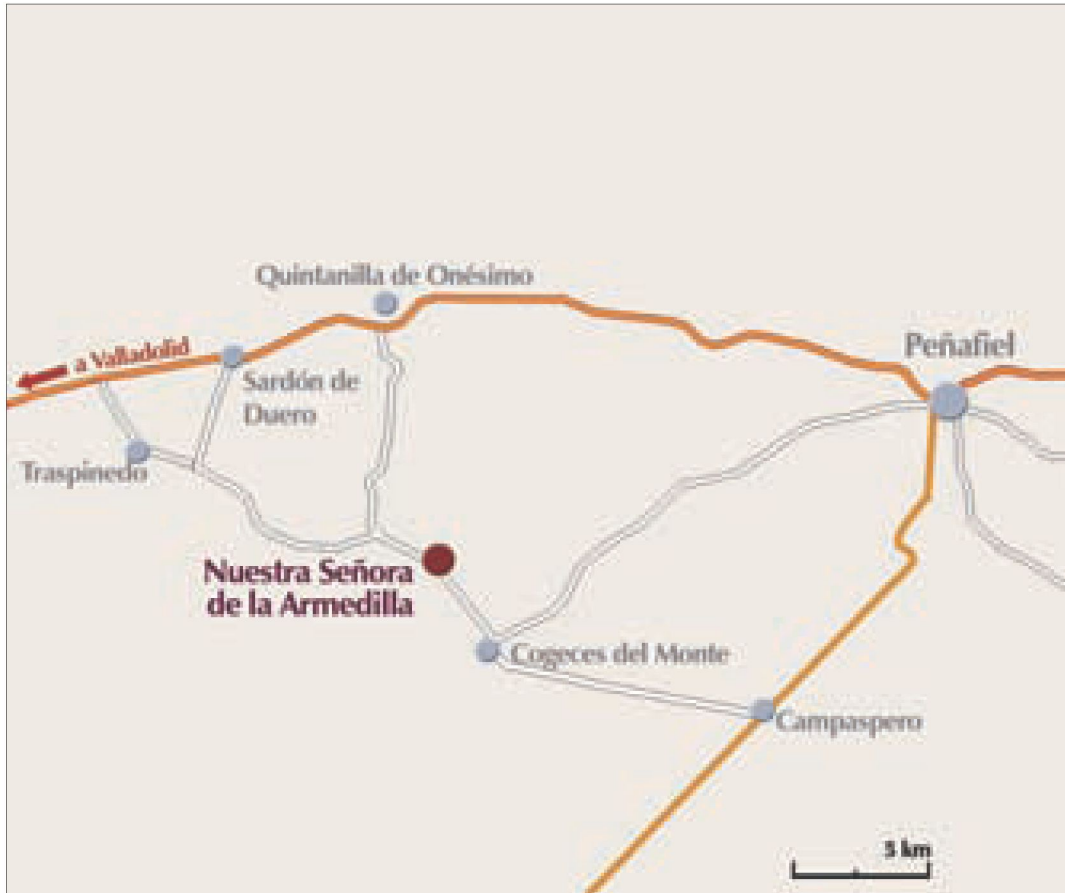 Quintanilla de Onésimo
a Valladolid
Peñafiel
Sardón de
Duero
Traspinedo
Nuestra Señora
de la Armedilla
Cogeces del Monte
Campaspero
5 km